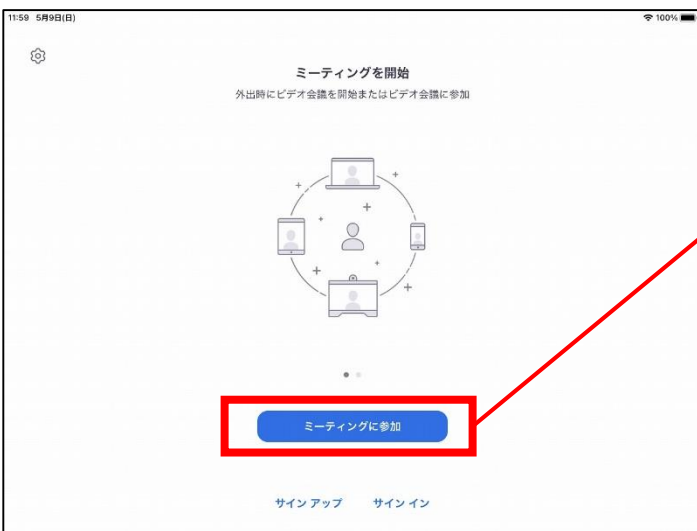 11:59 5月9日(日) 100%
ミーティングを開始
外出時にビデオ会議を開始またはビデオ会議に参加
ミーティングに参加
サイン アップ サイン イン